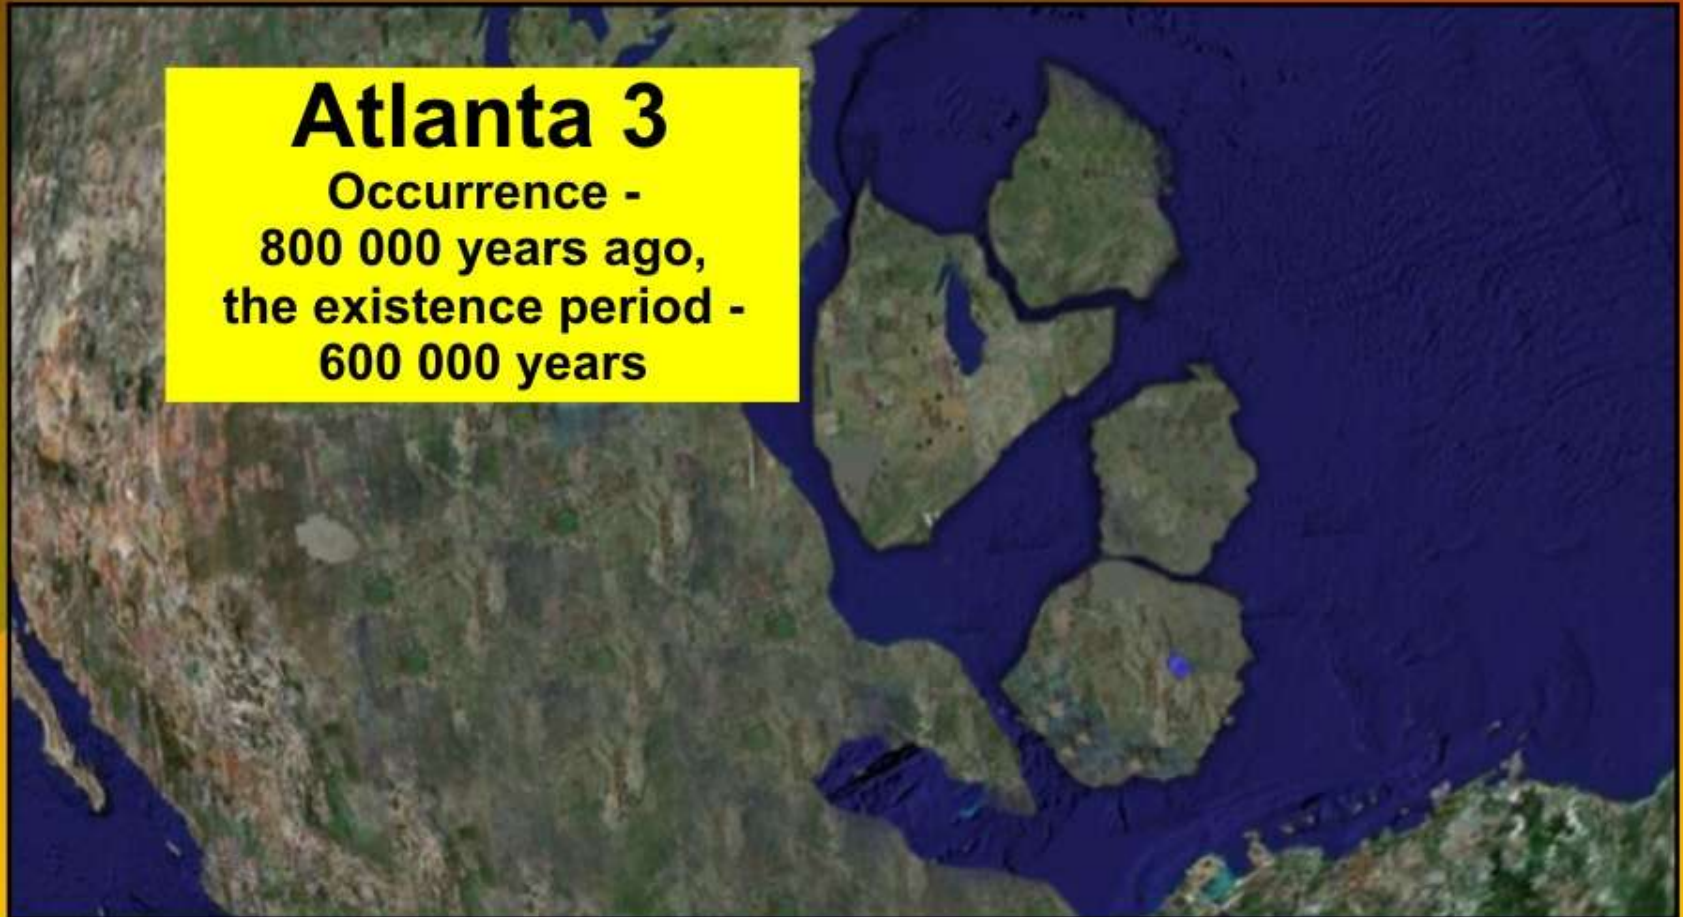 Atlanta 3
Occurrence -
800 000 years ago,
the existence period -
600 000 years